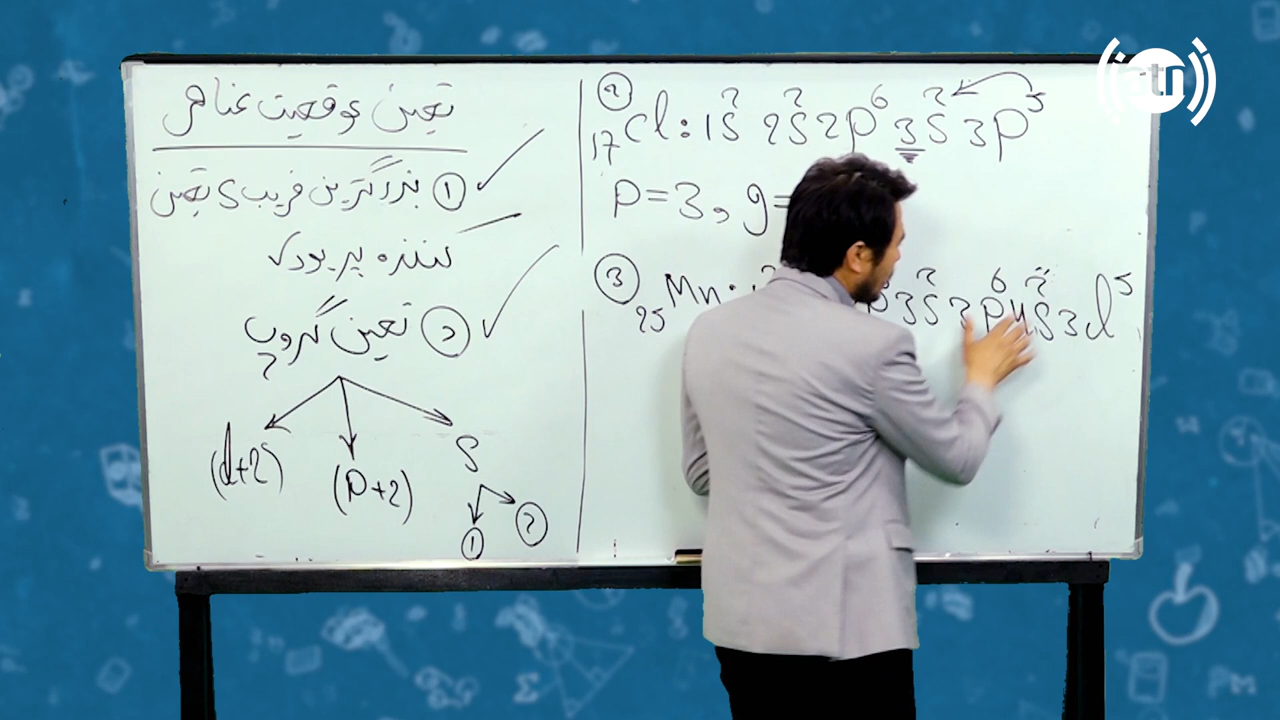 تعین موقعیت عناصر
① بزرگترین ضریب S تعین
کننده پریود
② تعین گروپ
(d+2) (p+2) S
① ②
② ₁₇Cl: 1S² 2S² 2p⁶ 3S² 3p⁵
p=3, g=
③ ₂₅Mn: 3S² 3p⁶ 4S² 3d⁵
atu